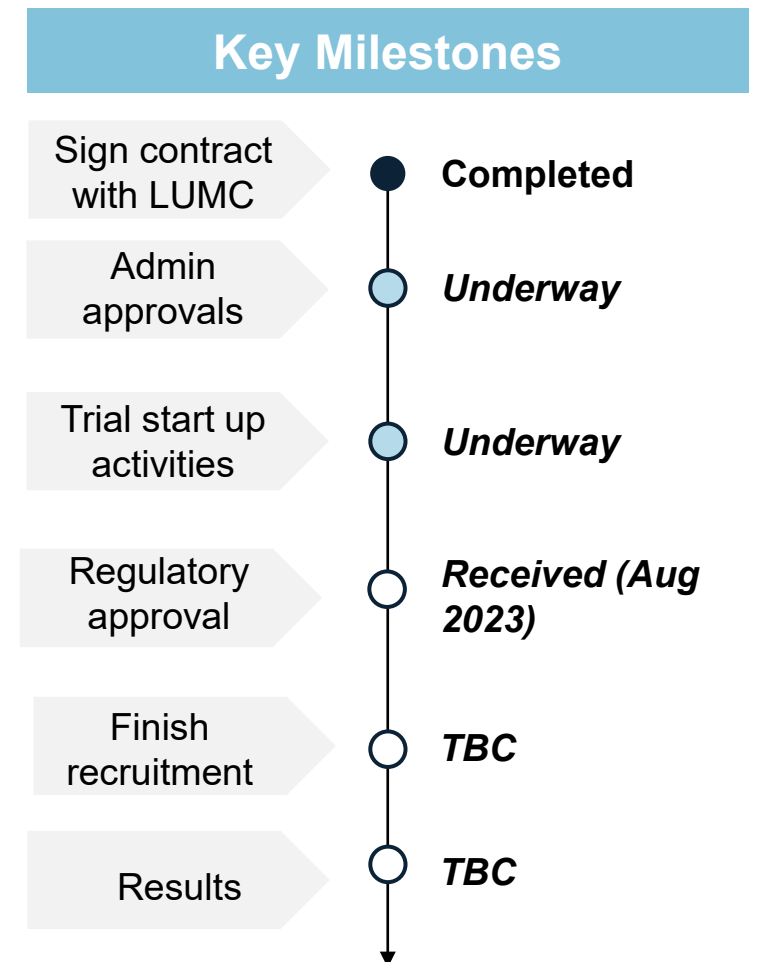 Key Milestones
Sign contract
with LUMC
Completed
Admin
approvals
Underway
Trial start up
activities
Underway
Regulatory
approval
Received (Aug
2023)
Finish
recruitment
TBC
Results
TBC